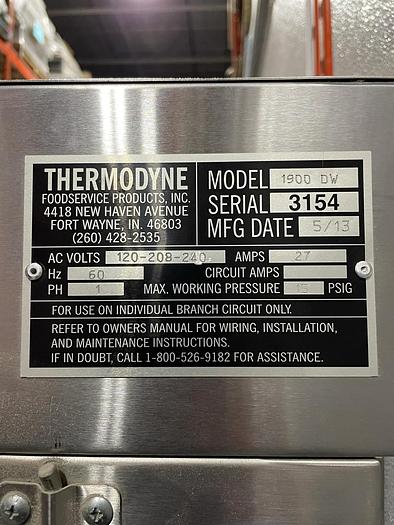 THERMODYNE
FOODSERVICE PRODUCTS, INC.
4418 NEW HAVEN AVENUE
FORT WAYNE, IN. 46803
(260) 428-2535
MODEL 1900 DW
SERIAL 3154
MFG DATE 5/13
AC VOLTS 120-208-240 AMPS 27
Hz 60 CIRCUIT AMPS
PH 1 MAX. WORKING PRESSURE 15 PSIG
FOR USE ON INDIVIDUAL BRANCH CIRCUIT ONLY.
REFER TO OWNERS MANUAL FOR WIRING, INSTALLATION,
AND MAINTENANCE INSTRUCTIONS.
IF IN DOUBT, CALL 1-800-526-9182 FOR ASSISTANCE.